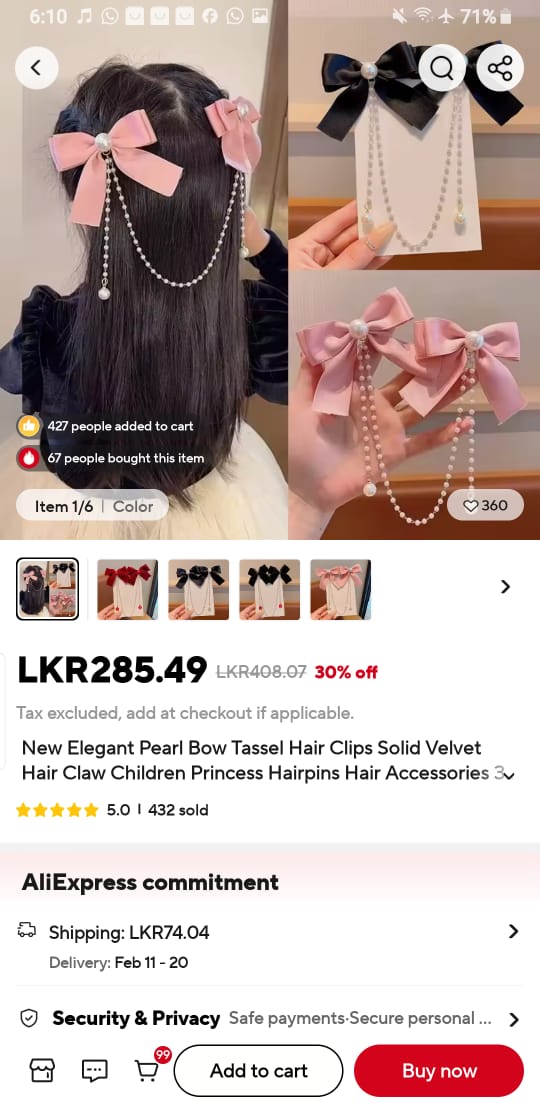 6:10
71%
427 people added to cart
67 people bought this item
Item 1/6 | Color
360
LKR285.49 LKR408.07 30% off
Tax excluded, add at checkout if applicable.
New Elegant Pearl Bow Tassel Hair Clips Solid Velvet
Hair Claw Children Princess Hairpins Hair Accessories 3
5.0 | 432 sold
AliExpress commitment
Shipping: LKR74.04
Delivery: Feb 11 - 20
Security & Privacy Safe payments·Secure personal ...
99
Add to cart
Buy now